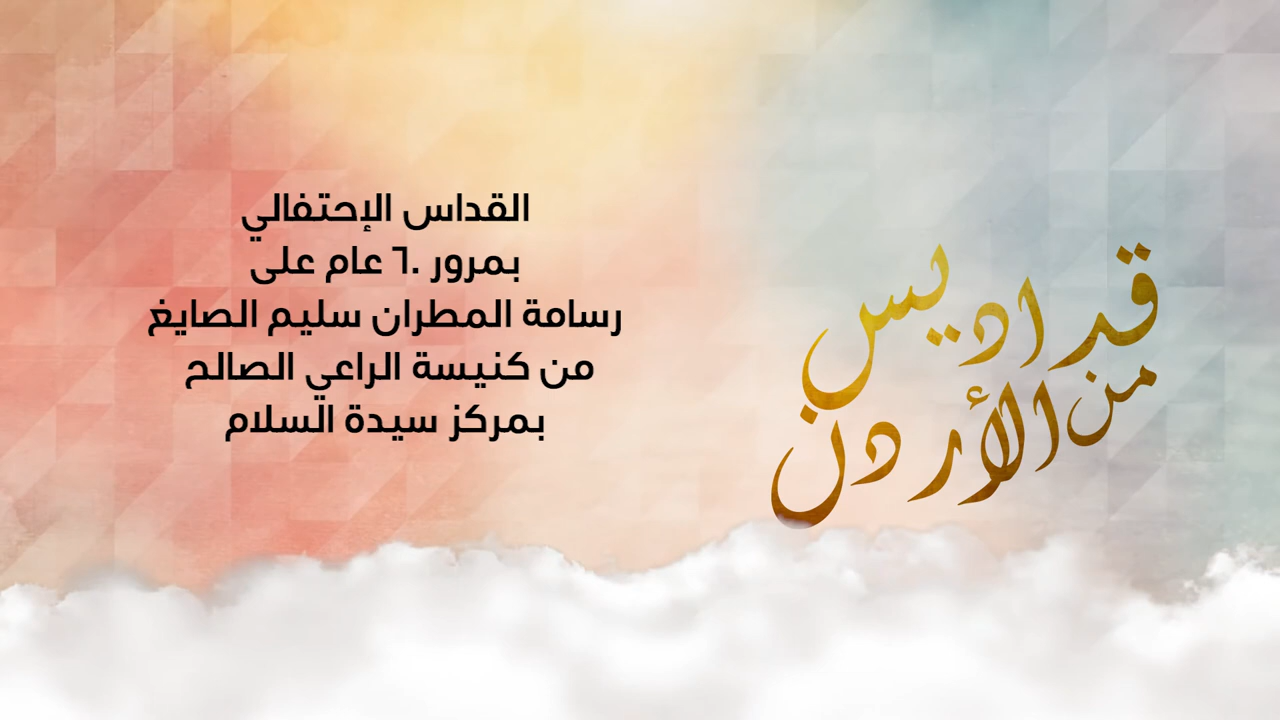 قداديس
من الأردن
القداس الإحتفالي
بمرور ٦٠ عام على
رسامة المطران سليم الصايغ
من كنيسة الراعي الصالح
بمركز سيدة السلام